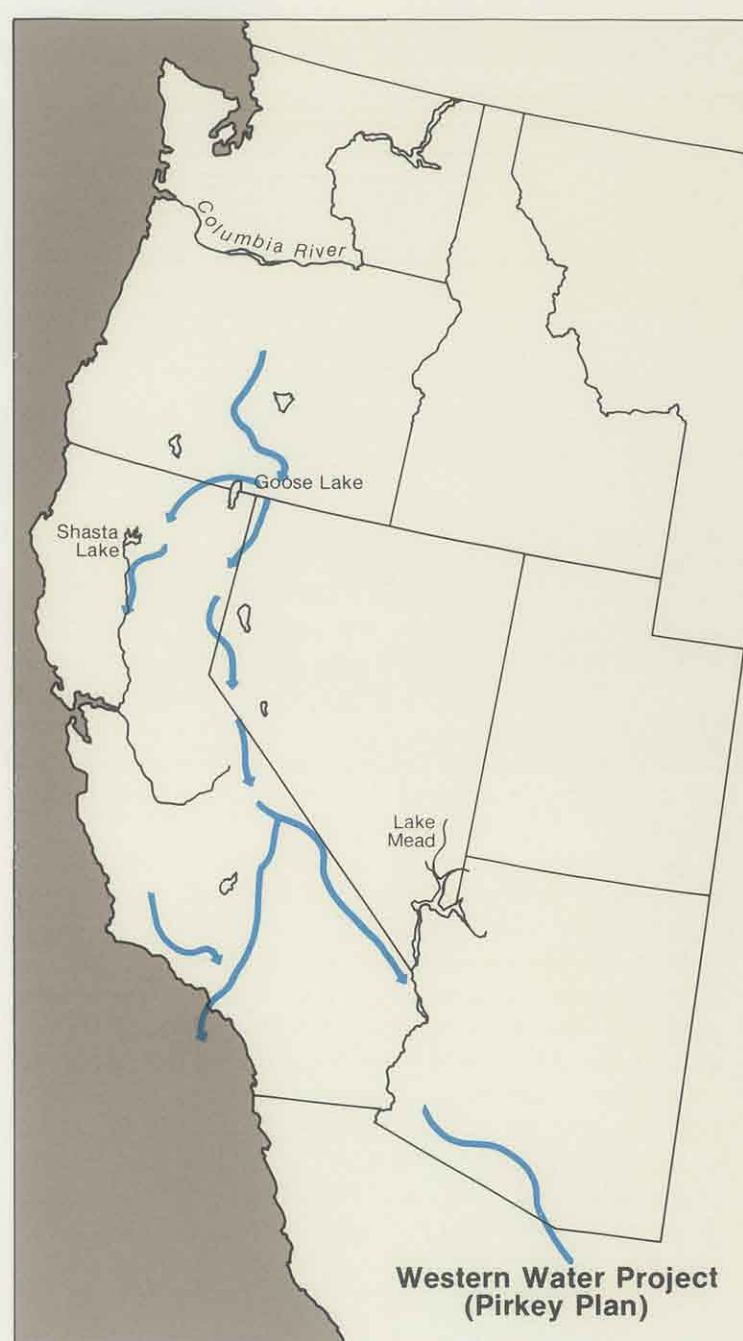 Columbia River
Goose Lake
Shasta
Lake
Lake
Mead
Western Water Project
(Pirkey Plan)